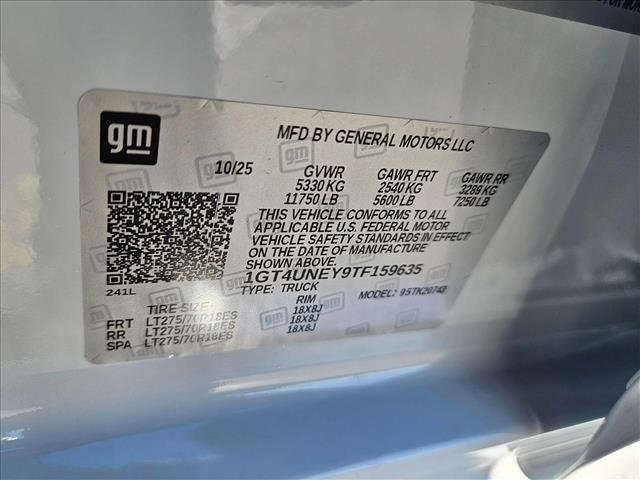 gm
MFD BY GENERAL MOTORS LLC
10/25 GVWR GAWR FRT GAWR RR
5330 KG 2540 KG 3289 KG
11750 LB 5600 LB 7250 LB
THIS VEHICLE CONFORMS TO ALL
APPLICABLE U.S. FEDERAL MOTOR
VEHICLE SAFETY STANDARDS IN EFFECT
ON THE DATE OF MANUFACTURE
SHOWN ABOVE.
1GT4UNEY9TF159635
TYPE: TRUCK MODEL: 95TK20743
241L
TIRE SIZE RIM
FRT LT275/70R18ES 18X8J
RR LT275/70R18ES 18X8J
SPA LT275/70R18ES 18X8J